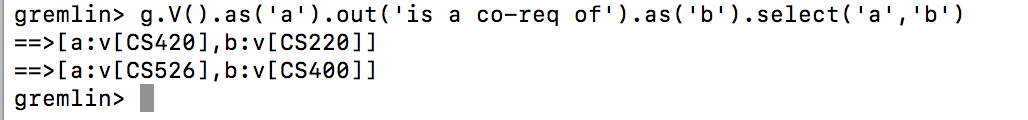 gremlin> g.V().as('a').out('is a co-req of').as('b').select('a','b')
==>[a:v[CS420],b:v[CS220]]
==>[a:v[CS526],b:v[CS400]]
gremlin>